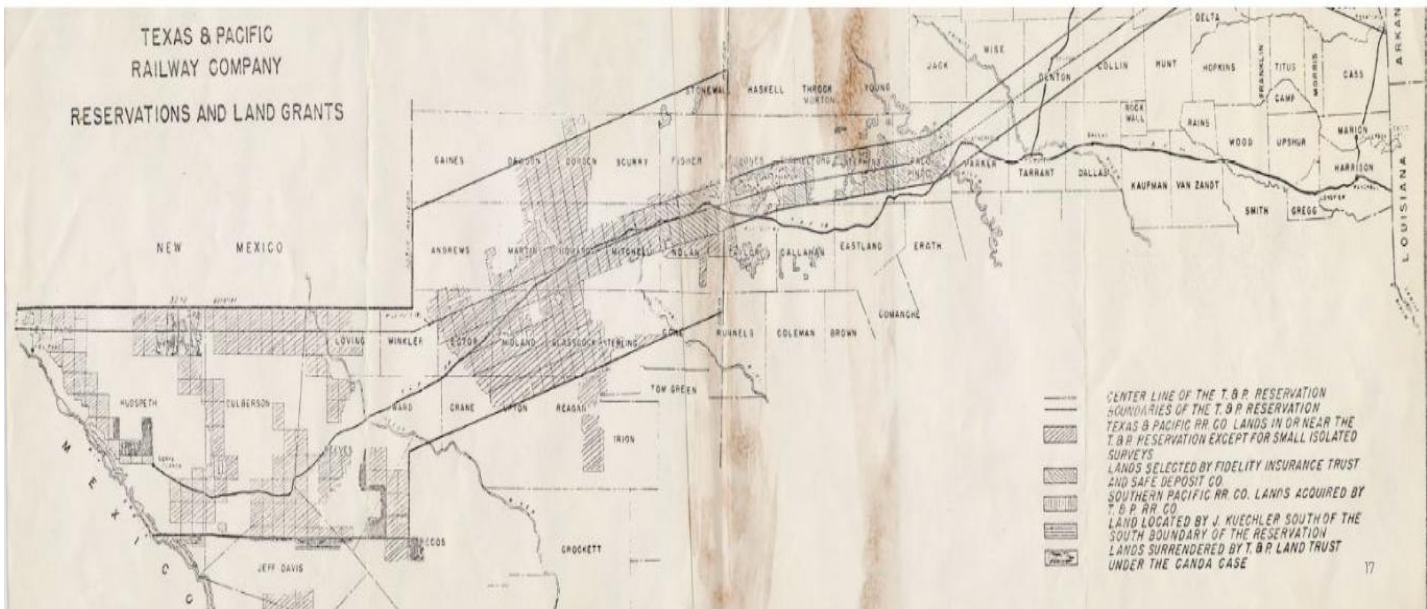 TEXAS & PACIFIC
RAILWAY COMPANY
RESERVATIONS AND LAND GRANTS
NEW MEXICO
DELTA
WISE
JACK
DENTON
COLLIN
HUNT
HOPKINS
FRANKLIN
TITUS
CAMP
MORRIS
CASS
ARKAN
STONEWAL
HASKELL
THROCK
MORTON
YOUNG
ROCK
WALL
RAINS
WOOD
UPSHUR
MARION
HARRISON
GAINES
DAWSON
BORDEN
SCURRY
FISHER
JONES
PALO
PINTO
PARKER
TARRANT
DALLAS
KAUFMAN
VAN ZANDT
SMITH
GREGG
LOUISIANA
ANDREWS
MARTIN
HOWARD
MITCHELL
NOLAN
TAYLOR
CALLAHAN
EASTLAND
ERATH
COMANCHE
LOVING
WINKLER
ECTOR
MIDLAND
GLASSCOCK
STERLING
COKE
RUNNELS
COLEMAN
BROWN
TOM GREEN
HUDSPETH
CULBERSON
REEVES
WARD
CRANE
UPTON
REAGAN
IRION
MEXICO
PECOS
CROCKETT
JEFF DAVIS
CENTER LINE OF THE T. & P. RESERVATION
BOUNDARIES OF THE T. & P. RESERVATION
TEXAS & PACIFIC RR. CO. LANDS IN OR NEAR THE
T. & P. RESERVATION EXCEPT FOR SMALL ISOLATED
SURVEYS
LANDS SELECTED BY FIDELITY INSURANCE TRUST
AND SAFE DEPOSIT CO.
SOUTHERN PACIFIC RR. CO. LANDS ACQUIRED BY
T. & P. RR. CO.
LAND LOCATED BY J. KUECHLER SOUTH OF THE
SOUTH BOUNDARY OF THE RESERVATION
LANDS SURRENDERED BY T. & P. LAND TRUST
UNDER THE CANDA CASE
17